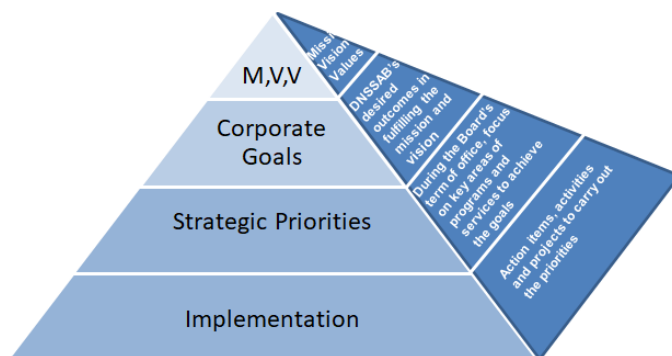 M,V,V
Mission
Vision
Values
Corporate
Goals
DNSSAB's
desired
outcomes in
fulfilling the
mission and
vision
Strategic Priorities
During the Board's
term of office, focus
on key areas of
programs and
services to achieve
the goals
Implementation
Action items, activities
and projects to carry out
the priorities